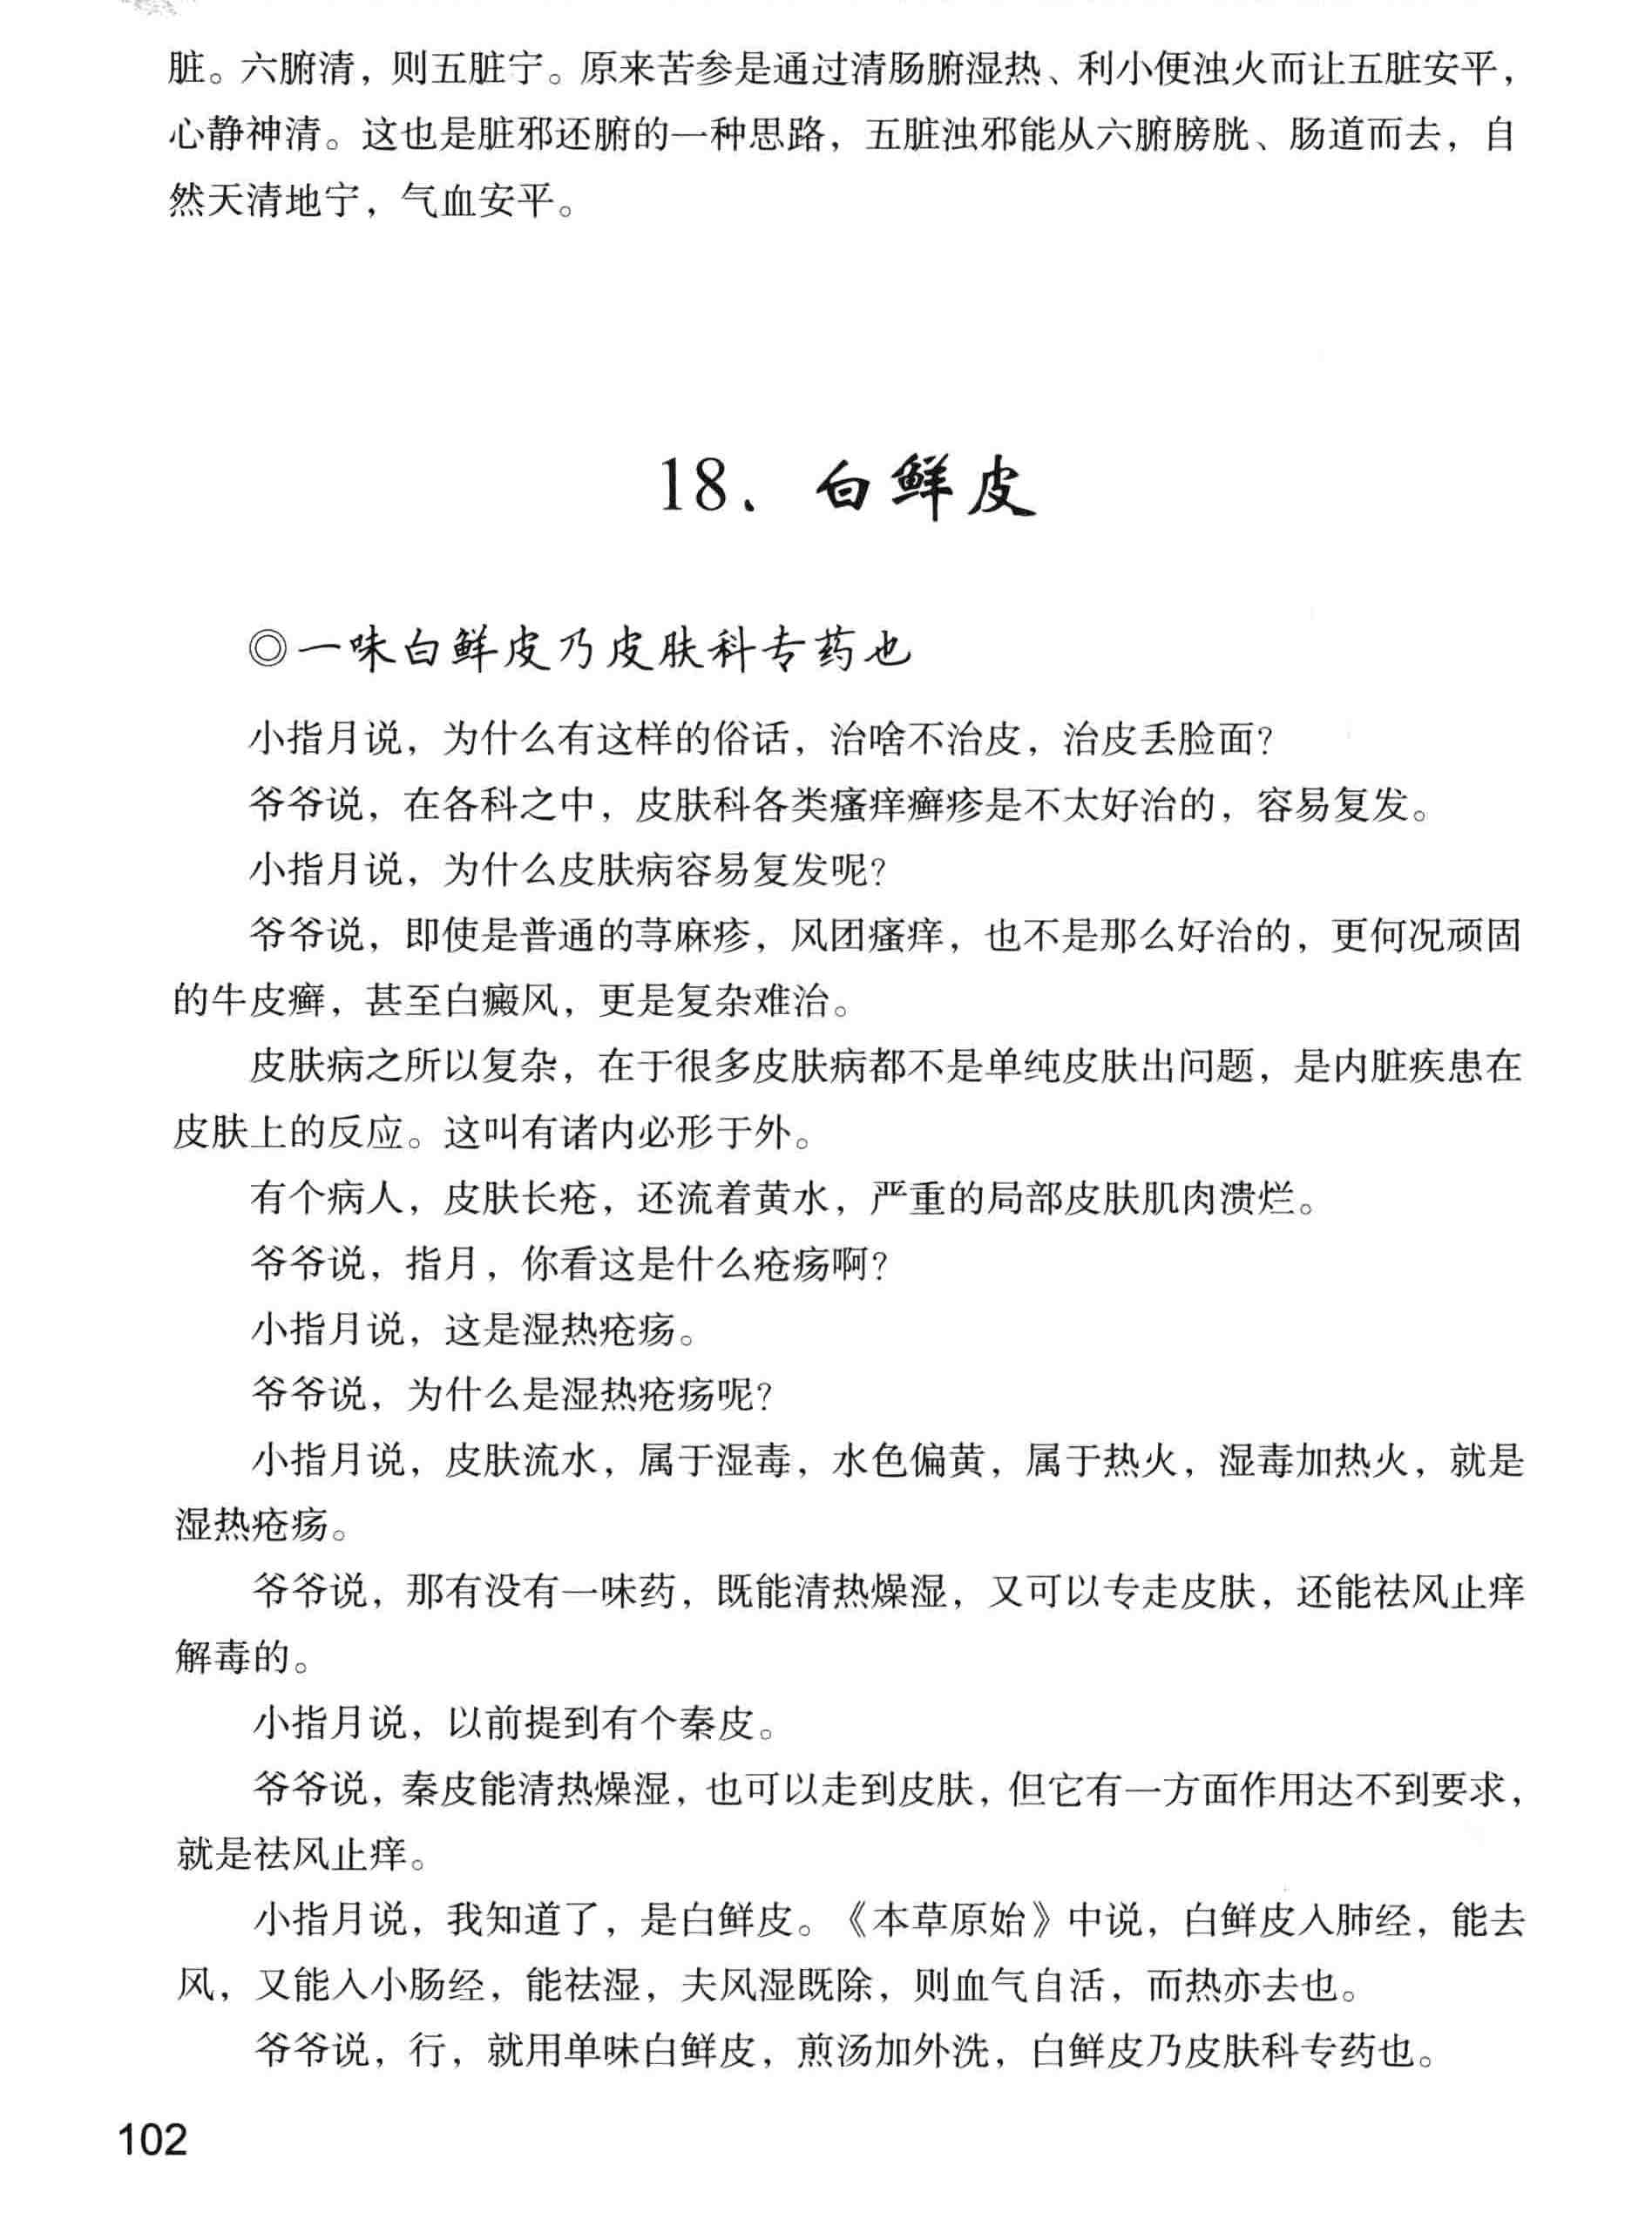 脏。六腑清，则五脏宁。原来苦参是通过清肠腑湿热、利小便浊火而让五脏安平，
心静神清。这也是脏邪还腑的一种思路，五脏浊邪能从六腑膀胱、肠道而去，自
然天清地宁，气血安平。
18、白鲜皮
◎一味白鲜皮乃皮肤科专药也
小指月说，为什么有这样的俗话，治啥不治皮，治皮丢脸面？
爷爷说，在各科之中，皮肤科各类瘙痒癣疹是不太好治的，容易复发。
小指月说，为什么皮肤病容易复发呢？
爷爷说，即使是普通的荨麻疹，风团瘙痒，也不是那么好治的，更何况顽固
的牛皮癣，甚至白癜风，更是复杂难治。
皮肤病之所以复杂，在于很多皮肤病都不是单纯皮肤出问题，是内脏疾患在
皮肤上的反应。这叫有诸内必形于外。
有个病人，皮肤长疮，还流着黄水，严重的局部皮肤肌肉溃烂。
爷爷说，指月，你看这是什么疮疡啊？
小指月说，这是湿热疮疡。
爷爷说，为什么是湿热疮疡呢？
小指月说，皮肤流水，属于湿毒，水色偏黄，属于热火，湿毒加热火，就是
湿热疮疡。
爷爷说，那有没有一味药，既能清热燥湿，又可以专走皮肤，还能祛风止痒
解毒的。
小指月说，以前提到有个秦皮。
爷爷说，秦皮能清热燥湿，也可以走到皮肤，但它有一方面作用达不到要求，
就是祛风止痒。
小指月说，我知道了，是白鲜皮。《本草原始》中说，白鲜皮入肺经，能去
风，又能入小肠经，能祛湿，夫风湿既除，则血气自活，而热亦去也。
爷爷说，行，就用单味白鲜皮，煎汤加外洗，白鲜皮乃皮肤科专药也。
102